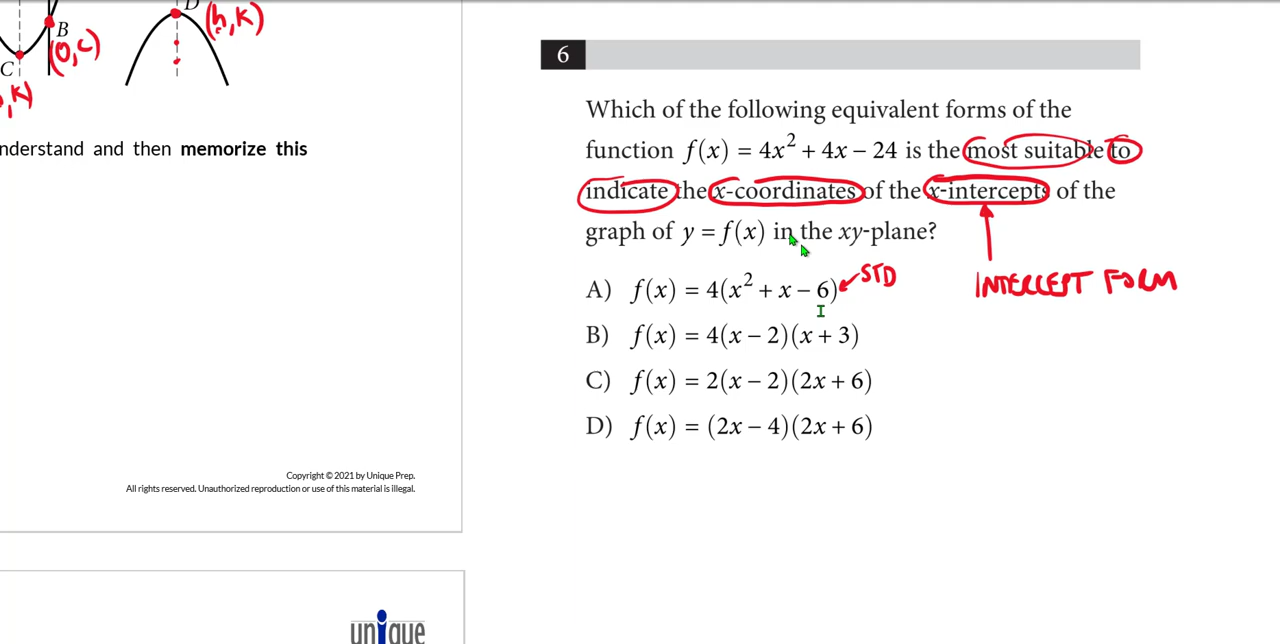 D
(h,k)
B
(0,c)
C
,k)
nderstand and then memorize this
Copyright © 2021 by Unique Prep.
All rights reserved. Unauthorized reproduction or use of this material is illegal.
unique
6
Which of the following equivalent forms of the
function f(x) = 4x² + 4x − 24 is the most suitable to
indicate the x-coordinates of the x-intercepts of the
graph of y = f(x) in the xy-plane?
INTERCEPT FORM
A) f(x) = 4(x² + x − 6) STD
B) f(x) = 4(x − 2)(x + 3)
C) f(x) = 2(x − 2)(2x + 6)
D) f(x) = (2x − 4)(2x + 6)